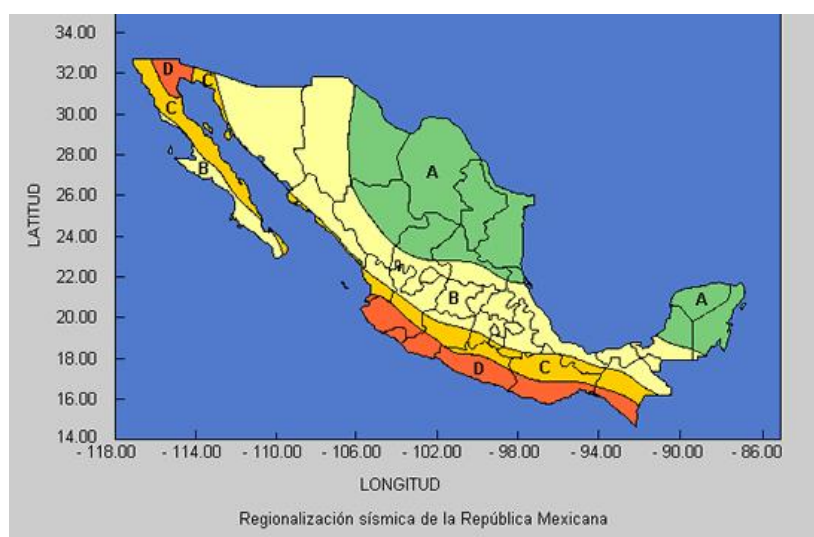 34.00
32.00
30.00
28.00
26.00
24.00
22.00
20.00
18.00
16.00
14.00
LATITUD
D
C
C
B
A
A
B
C
D
- 118.00 - 114.00 - 110.00 - 106.00 - 102.00 - 98.00 - 94.00 - 90.00 - 86.00
LONGITUD
Regionalización sísmica de la República Mexicana